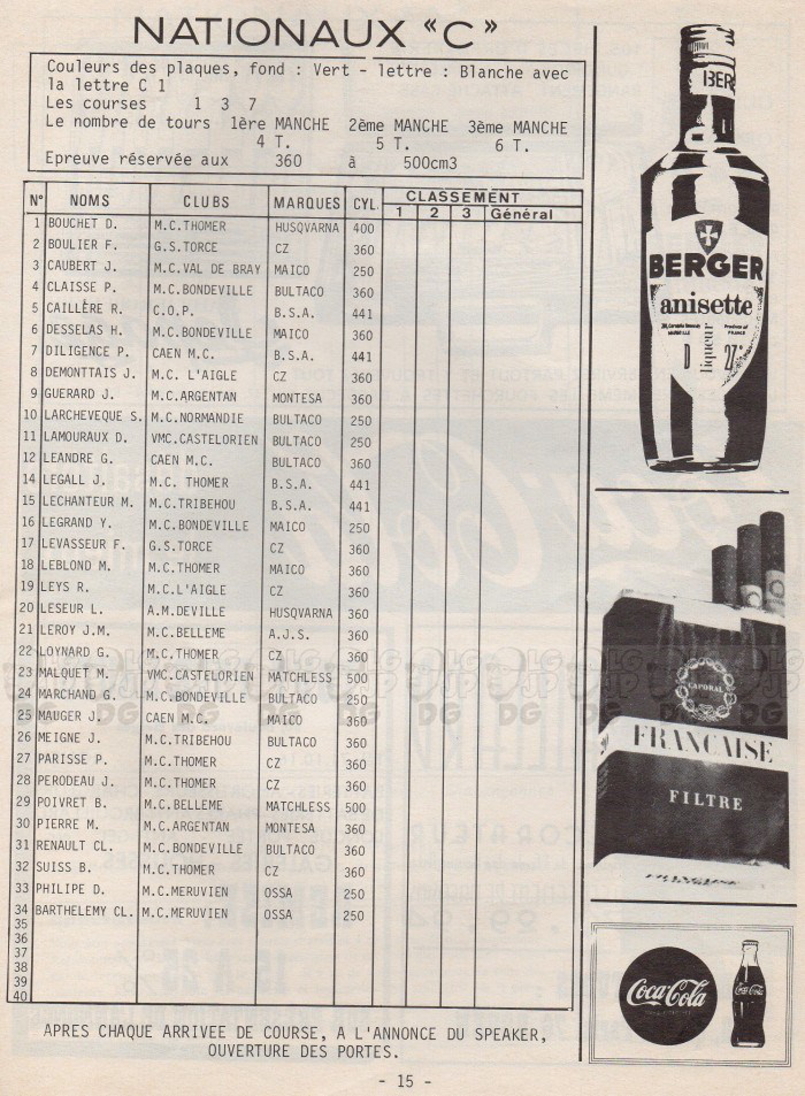 NATIONAUX “C”
Couleurs des plaques, fond : Vert - lettre : Blanche avec
la lettre C 1
Les courses 1 3 7
Le nombre de tours 1ère MANCHE 2ème MANCHE 3ème MANCHE
4 T. 5 T. 6 T.
Epreuve réservée aux 360 à 500cm3
N° NOMS CLUBS MARQUES CYL. CLASSEMENT
1 2 3 Général
1 BOUCHET D. M.C.THOMER HUSQVARNA 400
2 BOULIER F. G.S.TORCE CZ 360
3 CAUBERT J. M.C.VAL DE BRAY MAICO 250
4 CLAISSE P. M.C.BONDEVILLE BULTACO 360
5 CAILLÈRE R. C.O.P. B.S.A. 441
6 DESSELAS H. M.C.BONDEVILLE MAICO 360
7 DILIGENCE P. CAEN M.C. B.S.A. 441
8 DEMONTTAIS J. M.C. L'AIGLE CZ 360
9 GUERARD J. M.C.ARGENTAN MONTESA 360
10 LARCHEVEQUE S. M.C.NORMANDIE BULTACO 250
11 LAMOURAUX D. VMC.CASTELORIEN BULTACO 250
12 LEANDRE G. CAEN M.C. BULTACO 360
14 LEGALL J. M.C. THOMER B.S.A. 441
15 LECHANTEUR M. M.C.TRIBEHOU B.S.A. 441
16 LEGRAND Y. M.C.BONDEVILLE MAICO 250
17 LEVASSEUR F. G.S.TORCE CZ 360
18 LEBLOND M. M.C.THOMER MAICO 360
19 LEYS R. M.C.L'AIGLE CZ 360
20 LESEUR L. A.M.DEVILLE HUSQVARNA 360
21 LEROY J.M. M.C.BELLEME A.J.S. 360
22 LOYNARD G. M.C.THOMER CZ 360
23 MALQUET M. VMC.CASTELORIEN MATCHLESS 500
24 MARCHAND G. M.C.BONDEVILLE BULTACO 250
25 MAUGER J. CAEN M.C. MAICO 360
26 MEIGNE J. M.C.TRIBEHOU BULTACO 360
27 PARISSE P. M.C.THOMER CZ 360
28 PERODEAU J. M.C.THOMER CZ 360
29 POIVRET B. M.C.BELLEME MATCHLESS 500
30 PIERRE M. M.C.ARGENTAN MONTESA 360
31 RENAULT CL. M.C.BONDEVILLE BULTACO 360
32 SUISS B. M.C.THOMER CZ 360
33 PHILIPE D. M.C.MERUVIEN OSSA 250
34 BARTHELEMY CL. M.C.MERUVIEN OSSA 250
35
36
37
38
39
40
APRES CHAQUE ARRIVEE DE COURSE, A L'ANNONCE DU SPEAKER,
OUVERTURE DES PORTES.
- 15 -
BER
BERGER
anisette
MARSEILLE
FRANCE
D
liqueur
27°
CAPORAL
FRANÇAISE
FILTRE
Coca-Cola
Coca-Cola
DG DG DG DG DG DG